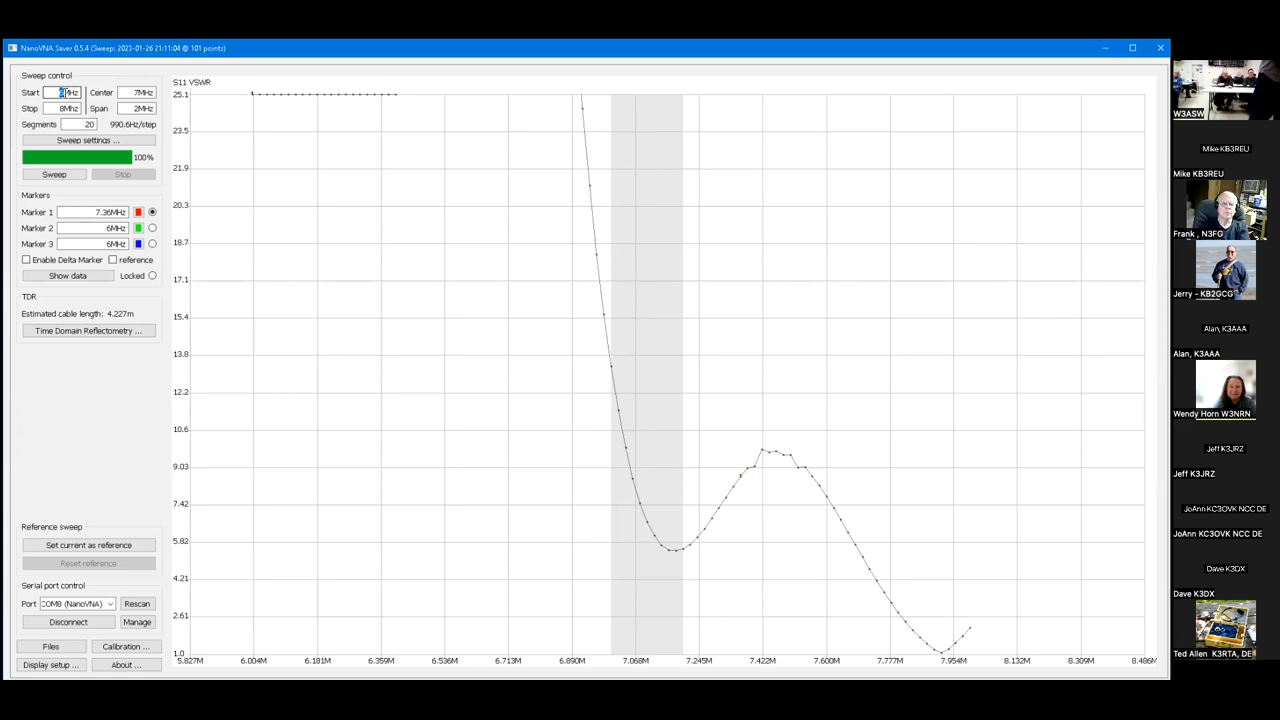 NanoVNA Saver 0.5.4 (Sweep: 2023-01-26 21:11:04 @ 101 points)
Sweep control
Start MHz Center 7MHz
Stop 8Mhz Span 2MHz
Segments 20 990.6Hz/step
Sweep settings ...
100%
Sweep Stop
Markers
Marker 1 7.36MHz
Marker 2 6MHz
Marker 3 6MHz
Enable Delta Marker reference
Show data Locked
TDR
Estimated cable length: 4.227m
Time Domain Reflectometry ...
Reference sweep
Set current as reference
Reset reference
Serial port control
Port COM8 (NanoVNA) Rescan
Disconnect Manage
Files Calibration ...
Display setup ... About ...
S11 VSWR
25.1
23.5
21.9
20.3
18.7
17.1
15.4
13.8
12.2
10.6
9.03
7.42
5.82
4.21
2.61
1.0
5.827M 6.004M 6.181M 6.359M 6.536M 6.713M 6.890M 7.068M 7.245M 7.422M 7.600M 7.777M 7.954M 8.132M 8.309M 8.486M
W3ASW
Mike KB3REU
Mike KB3REU
Frank , N3FG
Jerry - KB2GCG
Alan, K3AAA
Alan, K3AAA
Wendy Horn W3NRN
Jeff K3JRZ
Jeff K3JRZ
JoAnn KC3OVK NCC DE
JoAnn KC3OVK NCC DE
Dave K3DX
Dave K3DX
Ted Allen K3RTA, DE